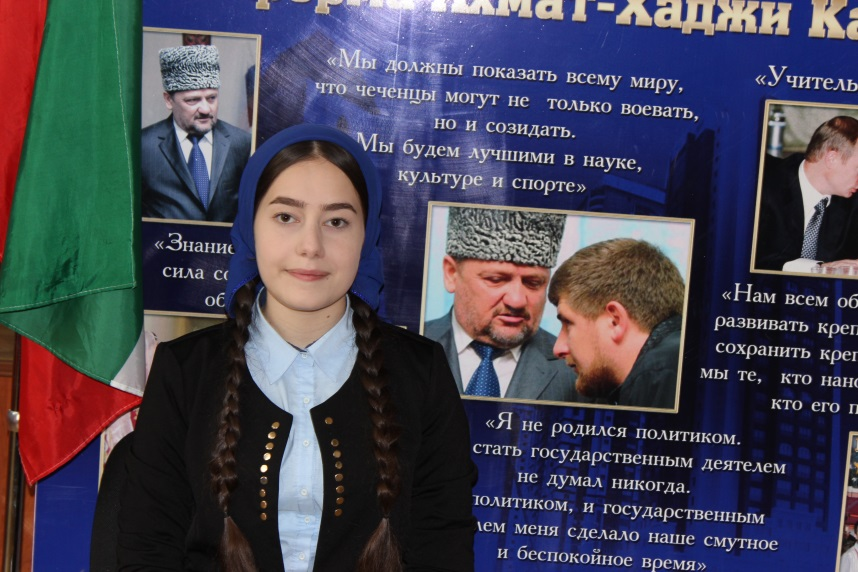 Ахмат-Хаджи
«Мы должны показать всему миру,
что чеченцы могут не только воевать,
но и созидать.
Мы будем лучшими в науке,
культуре и спорте»
«Учитель
«Знание
сила
«Нам всем
развивать
сохранить
мы те, кто
кто его
«Я не родился политиком.
стать государственным деятелем
не думал никогда.
политиком, и государственным
меня сделало наше смутное
и беспокойное время»